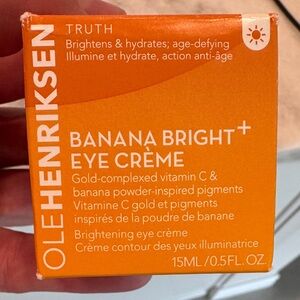 OLEHENRIKSEN
TRUTH
Brightens & hydrates; age-defying
Illumine et hydrate, action anti-âge
BANANA BRIGHT+
EYE CRÈME
Gold-complexed vitamin C &
banana powder-inspired pigments
Vitamine C gold et pigments
inspirés de la poudre de banane
Brightening eye crème
Crème contour des yeux illuminatrice
15ML/0.5FL.OZ.